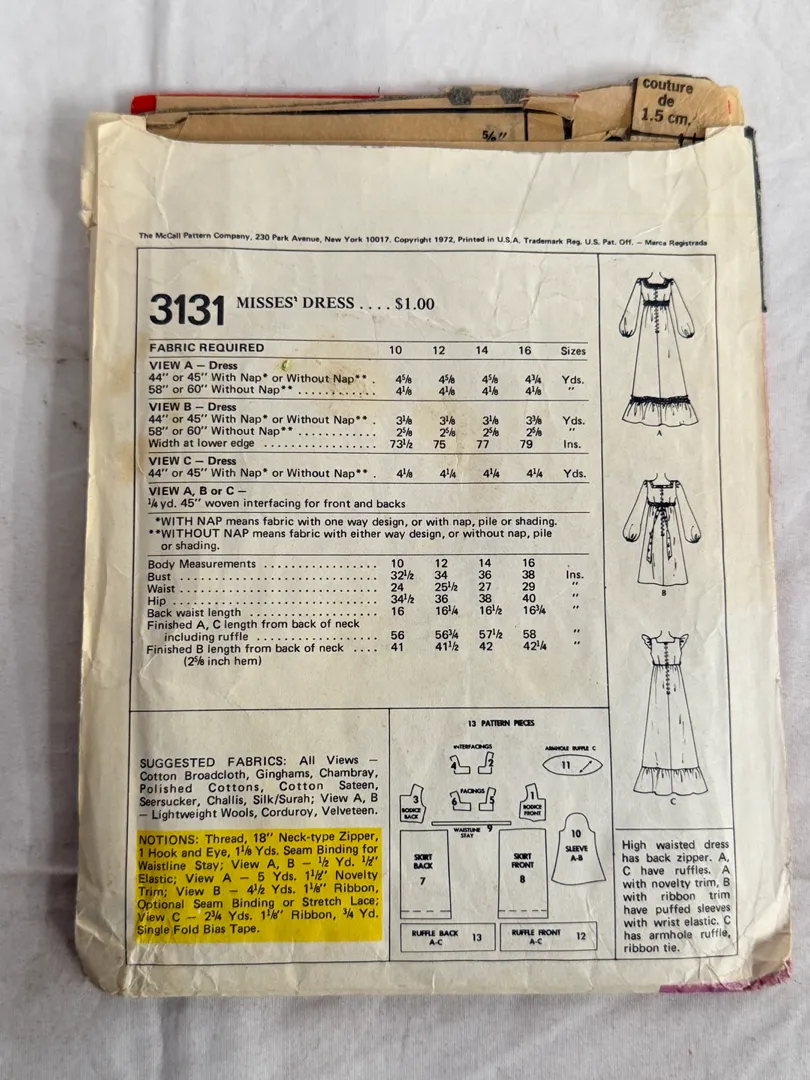 couture
de
1.5 cm.
5/8"
The McCall Pattern Company, 230 Park Avenue, New York 10017. Copyright 1972, Printed in U.S.A. Trademark Reg. U.S. Pat. Off. — Marca Registrada
3131 MISSES' DRESS .... $1.00
FABRIC REQUIRED 10 12 14 16 Sizes
VIEW A — Dress
44" or 45" With Nap* or Without Nap** . 4⅝ 4⅝ 4⅝ 4¾ Yds.
58" or 60" Without Nap** ........... 4⅛ 4⅛ 4⅛ 4⅛ "
VIEW B — Dress
44" or 45" With Nap* or Without Nap** . 3⅛ 3⅛ 3⅛ 3⅜ Yds.
58" or 60" Without Nap** ........... 2⅝ 2⅝ 2⅝ 2⅝ "
Width at lower edge ................ 73½ 75 77 79 Ins.
VIEW C — Dress
44" or 45" With Nap* or Without Nap** . 4⅛ 4¼ 4¼ 4¼ Yds.
VIEW A, B or C —
¼ yd. 45" woven interfacing for front and backs
*WITH NAP means fabric with one way design, or with nap, pile or shading.
**WITHOUT NAP means fabric with either way design, or without nap, pile
or shading.
Body Measurements ................ 10 12 14 16
Bust ............................ 32½ 34 36 38 Ins.
Waist ........................... 24 25½ 27 29 "
Hip ............................. 34½ 36 38 40 "
Back waist length ................... 16 16¼ 16½ 16¾ "
Finished A, C length from back of neck
including ruffle .................. 56 56¾ 57½ 58 "
Finished B length from back of neck .... 41 41½ 42 42¼ "
(2⅝ inch hem)
A
B
C
SUGGESTED FABRICS: All Views —
Cotton Broadcloth, Ginghams, Chambray,
Polished Cottons, Cotton Sateen,
Seersucker, Challis, Silk/Surah; View A, B
— Lightweight Wools, Corduroy, Velveteen.
NOTIONS: Thread, 18" Neck-type Zipper,
1 Hook and Eye, 1⅛ Yds. Seam Binding for
Waistline Stay; View A, B — ½ Yd. ½"
Elastic; View A — 5 Yds. 1½" Novelty
Trim; View B — 4½ Yds. 1⅛" Ribbon,
Optional Seam Binding or Stretch Lace;
View C — 2¾ Yds. 1⅛" Ribbon, ¾ Yd.
Single Fold Bias Tape.
13 PATTERN PIECES
INTERFACINGS
4 2
ARMHOLE RUFFLE C
11
3
BODICE
BACK
FACINGS
6 5
1
BODICE
FRONT
WAISTLINE
STAY
9
10
SLEEVE
A-B
SKIRT
BACK
7
SKIRT
FRONT
8
RUFFLE BACK
A-C
13
RUFFLE FRONT
A-C
12
High waisted dress
has back zipper. A,
C have ruffles. A
with novelty trim, B
with ribbon trim
have puffed sleeves
with wrist elastic. C
has armhole ruffle,
ribbon tie.